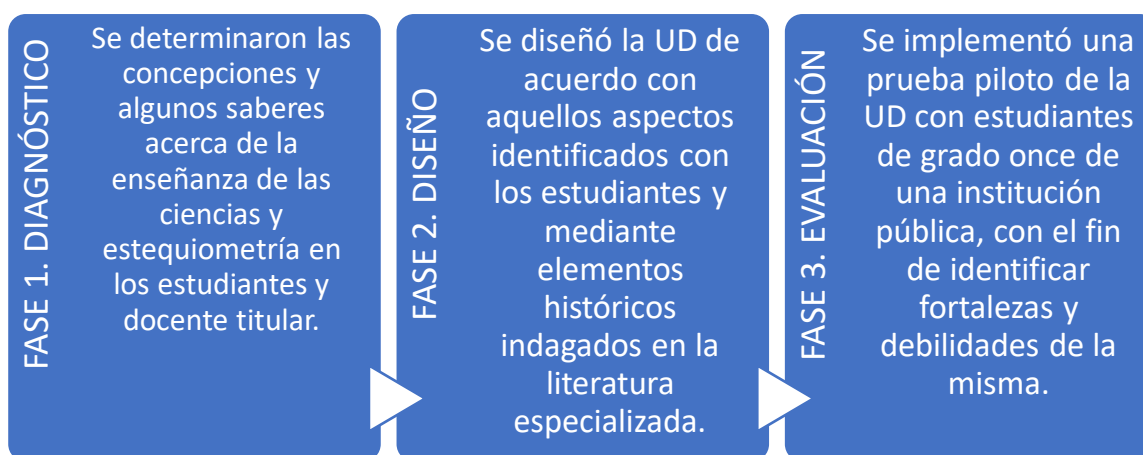 FASE 1. DIAGNÓSTICO
Se determinaron las
concepciones y
algunos saberes
acerca de la
enseñanza de las
ciencias y
estequiometría en
los estudiantes y
docente titular.
FASE 2. DISEÑO
Se diseñó la UD de
acuerdo con
aquellos aspectos
identificados con
los estudiantes y
mediante
elementos
históricos
indagados en la
literatura
especializada.
FASE 3. EVALUACIÓN
Se implementó una
prueba piloto de la
UD con estudiantes
de grado once de
una institución
pública, con el fin
de identificar
fortalezas y
debilidades de la
misma.